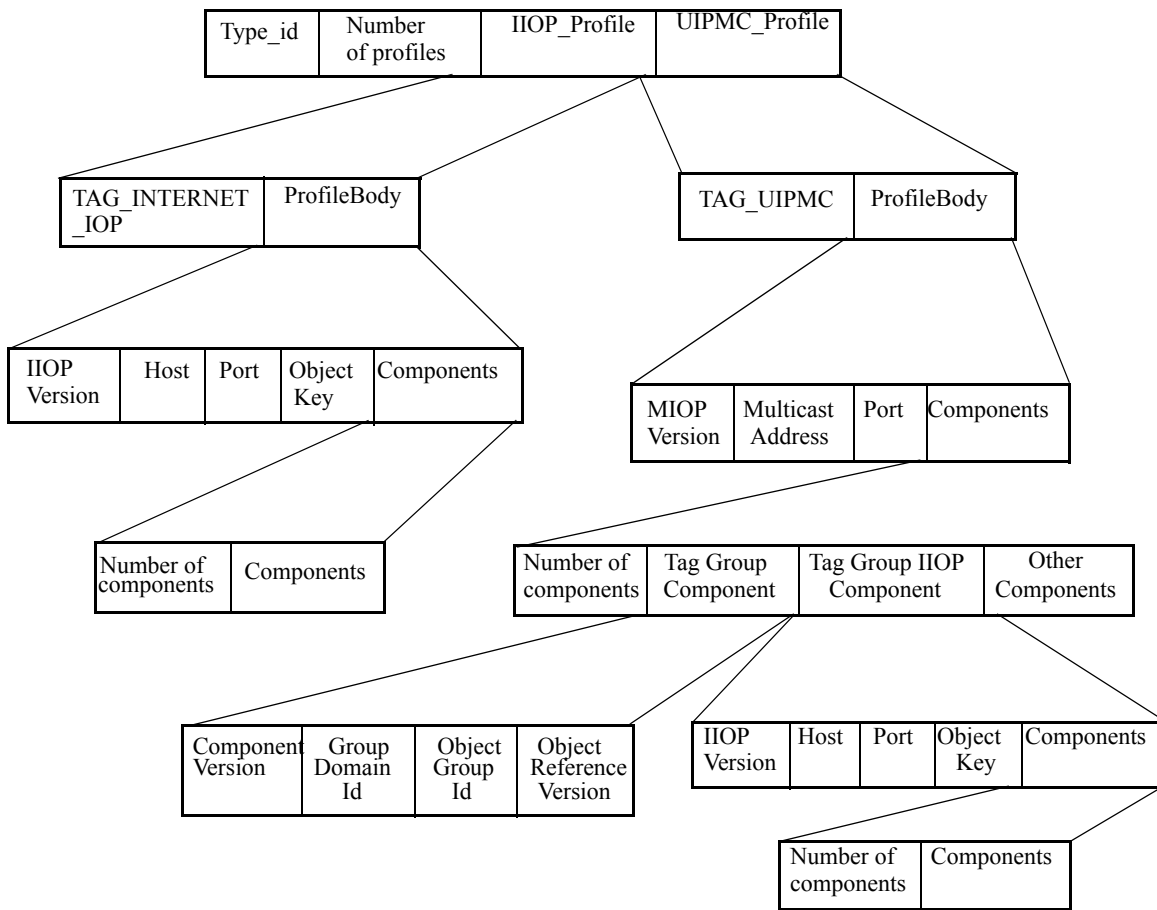 Type_id
Number
of profiles
IIOP_Profile
UIPMC_Profile
TAG_INTERNET
_IOP
ProfileBody
TAG_UIPMC
ProfileBody
IIOP
Version
Host
Port
Object
Key
Components
MIOP
Version
Multicast
Address
Port
Components
Number of
components
Components
Number of
components
Tag Group
Component
Tag Group IIOP
Component
Other
Components
Component
Version
Group
Domain
Id
Object
Group
Id
Object
Reference
Version
IIOP
Version
Host
Port
Object
Key
Components
Number of
components
Components